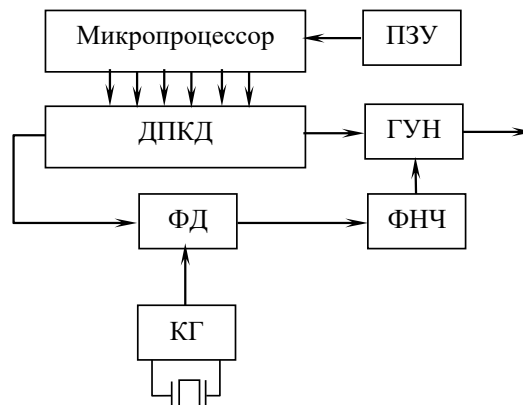 Микропроцессор
ПЗУ
ДПКД
ГУН
ФД
ФНЧ
КГ